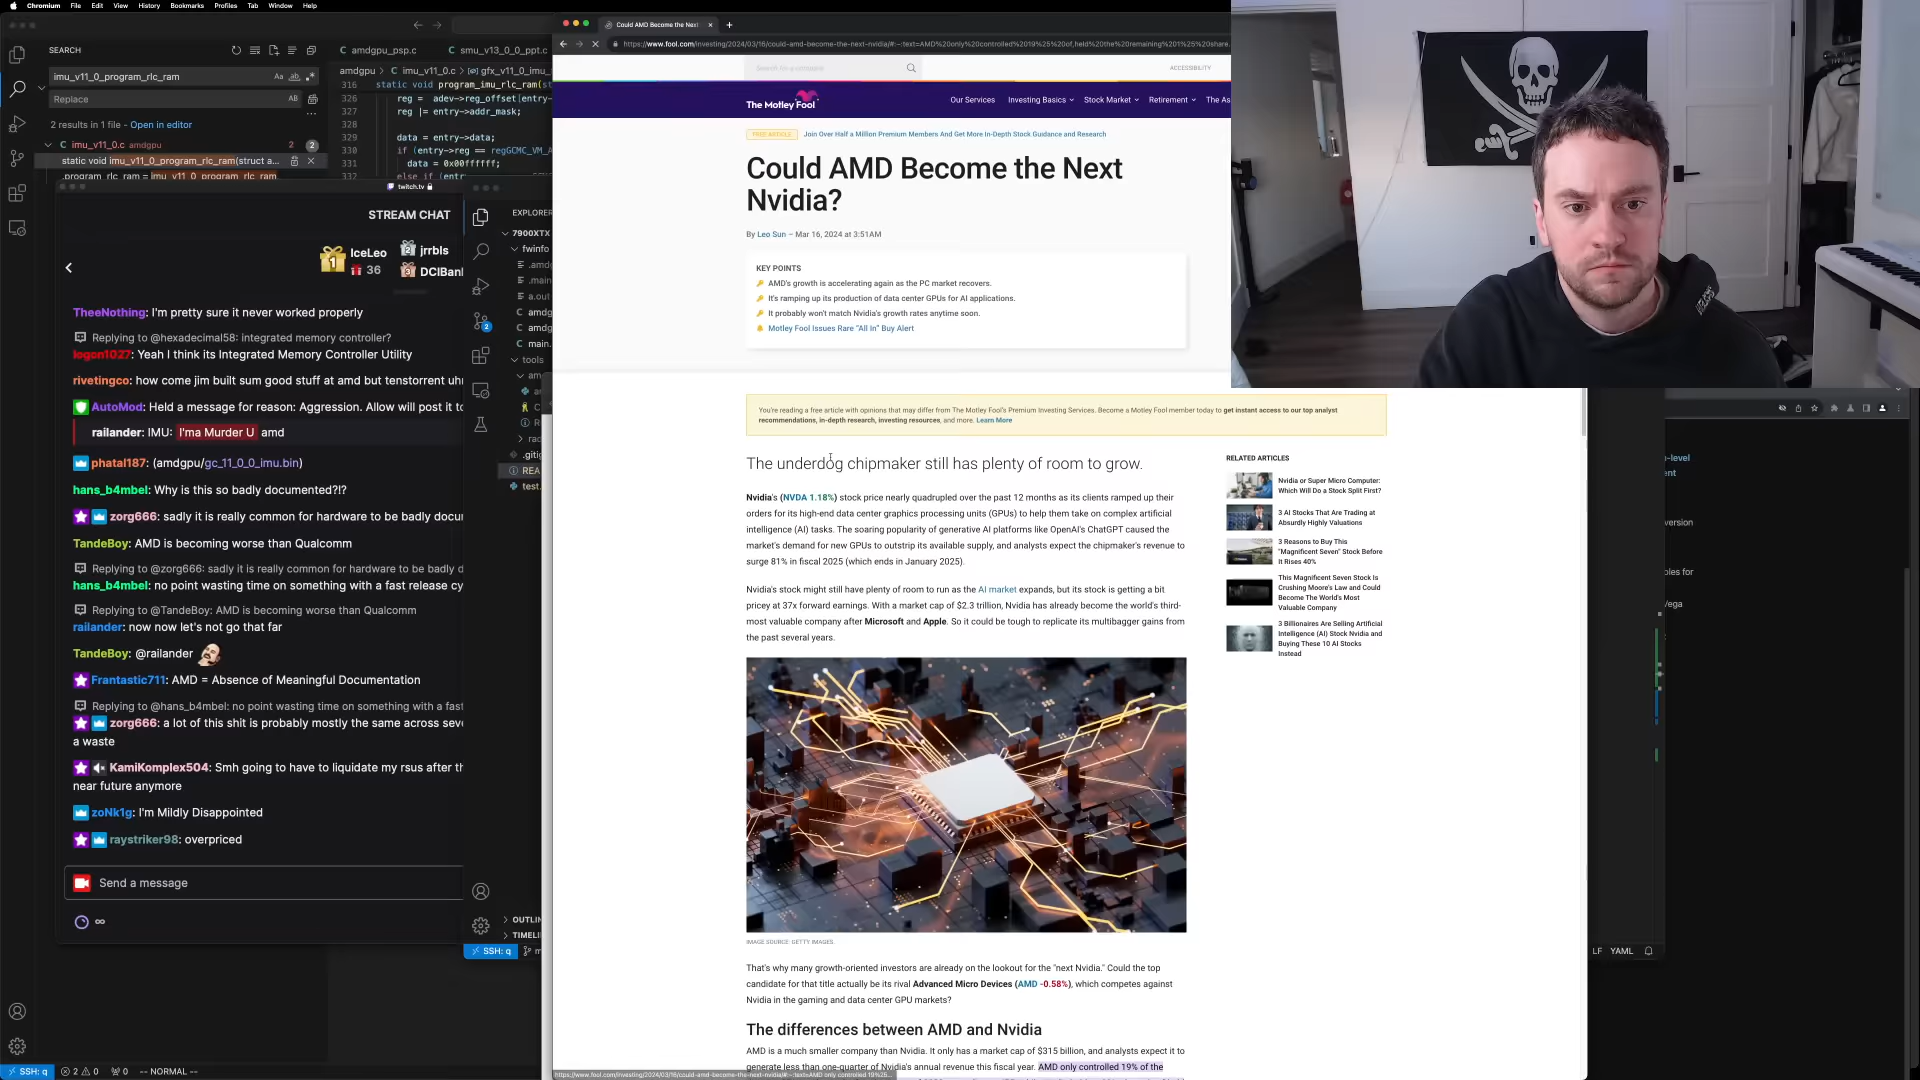 Chromium File Edit View History Bookmarks Profiles Tab Window Help
SEARCH
imu_v11_0_program_rlc_ram
Replace
2 results in 1 file - Open in editor
imu_v11_0.c amdgpu 2
static void imu_v11_0_program_rlc_ram(struct a...
.program_rlc_ram = imu_v11_0_program_rlc_ram
amdgpu_psp.c smu_v13_0_0_ppt.c
amdgpu > imu_v11_0.c > gfx_v11_0_imu_
316 static void program_imu_rlc_ram(st
326 reg = adev->reg_offset[entry-
327 reg |= entry->addr_mask;
328
329 data = entry->data;
330 if (entry->reg == regGCMC_VM_A
331 data = 0x00ffffff;
332 else if (entry
twitch.tv
STREAM CHAT
1 IceLeo
36
2 jrrbls
3 DCIBan
TheeNothing: I'm pretty sure it never worked properly
Replying to @hexadecimal58: integrated memory controller?
logan1027: Yeah I think its Integrated Memory Controller Utility
rivetingco: how come jim built sum good stuff at amd but tenstorrent uh
AutoMod: Held a message for reason: Aggression. Allow will post it to
railander: IMU: I'ma Murder U amd
phatal187: (amdgpu/gc_11_0_0_imu.bin)
hans_b4mbel: Why is this so badly documented?!?
zorg666: sadly it is really common for hardware to be badly docu
TandeBoy: AMD is becoming worse than Qualcomm
Replying to @zorg666: sadly it is really common for hardware to be badly d
hans_b4mbel: no point wasting time on something with a fast release cy
Replying to @TandeBoy: AMD is becoming worse than Qualcomm
railander: now now let's not go that far
TandeBoy: @railander
Frantastic711: AMD = Absence of Meaningful Documentation
Replying to @hans_b4mbel: no point wasting time on something with a fast
zorg666: a lot of this shit is probably mostly the same across seve
a waste
KamiKomplex504: Smh going to have to liquidate my rsus after th
near future anymore
zoNk1g: I'm Mildly Disappointed
raystriker98: overpriced
Send a message
∞
EXPLORER
7900XTX
fwinfo
.amd
.main
a.out
amdg
amdg
main.
tools
am
C
R
rad
.gitig
REA
test.
OUTLIN
TIMELI
SSH: q
SSH: q 2 0 0 -- NORMAL --
Could AMD Become the Next
https://www.fool.com/investing/2024/03/16/could-amd-become-the-next-nvidia/#:~:text=AMD%20only%20controlled%2019%25%20of,held%20the%20remaining%201%25%20share.
Search for a company
ACCESSIBILITY
The Motley Fool
Our Services Investing Basics Stock Market Retirement The As
FREE ARTICLE Join Over Half a Million Premium Members And Get More In-Depth Stock Guidance and Research
Could AMD Become the Next
Nvidia?
By Leo Sun – Mar 16, 2024 at 3:51AM
KEY POINTS
AMD's growth is accelerating again as the PC market recovers.
It's ramping up its production of data center GPUs for AI applications.
It probably won't match Nvidia's growth rates anytime soon.
Motley Fool Issues Rare “All In” Buy Alert
You're reading a free article with opinions that may differ from The Motley Fool's Premium Investing Services. Become a Motley Fool member today to get instant access to our top analyst
recommendations, in-depth research, investing resources, and more. Learn More
The underdog chipmaker still has plenty of room to grow.
Nvidia's (NVDA 1.18%) stock price nearly quadrupled over the past 12 months as its clients ramped up their
orders for its high-end data center graphics processing units (GPUs) to help them take on complex artificial
intelligence (AI) tasks. The soaring popularity of generative AI platforms like OpenAI's ChatGPT caused the
market's demand for new GPUs to outstrip its available supply, and analysts expect the chipmaker's revenue to
surge 81% in fiscal 2025 (which ends in January 2025).
Nvidia's stock might still have plenty of room to run as the AI market expands, but its stock is getting a bit
pricey at 37x forward earnings. With a market cap of $2.3 trillion, Nvidia has already become the world's third-
most valuable company after Microsoft and Apple. So it could be tough to replicate its multibagger gains from
the past several years.
IMAGE SOURCE: GETTY IMAGES.
That's why many growth-oriented investors are already on the lookout for the "next Nvidia." Could the top
candidate for that title actually be its rival Advanced Micro Devices (AMD -0.58%), which competes against
Nvidia in the gaming and data center GPU markets?
The differences between AMD and Nvidia
AMD is a much smaller company than Nvidia. It only has a market cap of $315 billion, and analysts expect it to
generate less than one-quarter of Nvidia's annual revenue this fiscal year. AMD only controlled 19% of the
https://www.fool.com/investing/2024/03/16/could-amd-become-the-next-nvidia/#:~:text=AMD only controlled 19%25...
RELATED ARTICLES
Nvidia or Super Micro Computer:
Which Will Do a Stock Split First?
3 AI Stocks That Are Trading at
Absurdly Highly Valuations
3 Reasons to Buy This
"Magnificent Seven" Stock Before
It Rises 40%
This Magnificent Seven Stock Is
Crushing Moore's Law and Could
Become The World's Most
Valuable Company
3 Billionaires Are Selling Artificial
Intelligence (AI) Stock Nvidia and
Buying These 10 AI Stocks
Instead
o-level
ent
version
oles for
/ega
LF YAML